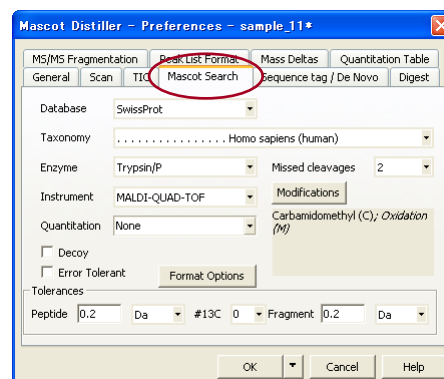 Mascot Distiller - Preferences - sample_11*
MS/MS Fragmentation Peak List Format Mass Deltas Quantitation Table
General Scan TIC Mascot Search Sequence tag / De Novo Digest
Database SwissProt
Taxonomy . . . . . . . . . . . . . . . . Homo sapiens (human)
Enzyme Trypsin/P Missed cleavages 2
Instrument MALDI-QUAD-TOF Modifications
Quantitation None Carbamidomethyl (C); Oxidation
(M)
Decoy
Error Tolerant Format Options
Tolerances
Peptide 0.2 Da #13C 0 Fragment 0.2 Da
OK Cancel Help